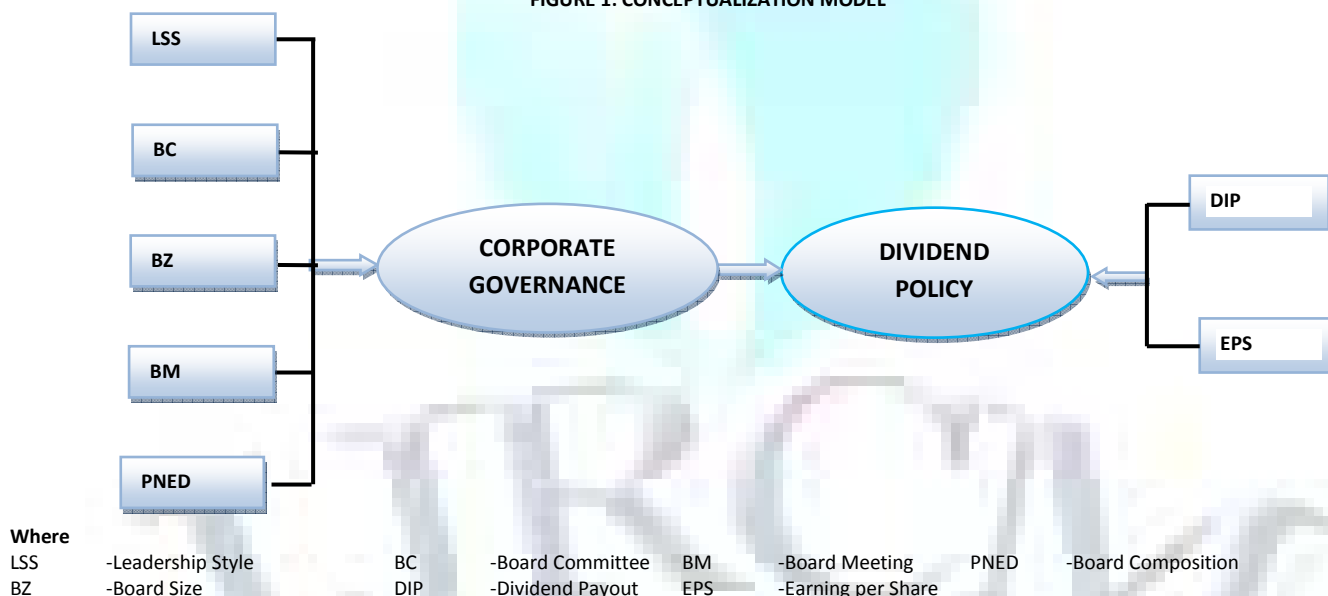 FIGURE 1: CONCEPTUALIZATION MODEL
LSS
BC
BZ
BM
PNED
CORPORATE
GOVERNANCE
DIVIDEND
POLICY
DIP
EPS
Where
LSS -Leadership Style BC -Board Committee BM -Board Meeting PNED -Board Composition
BZ -Board Size DIP -Dividend Payout EPS -Earning per Share